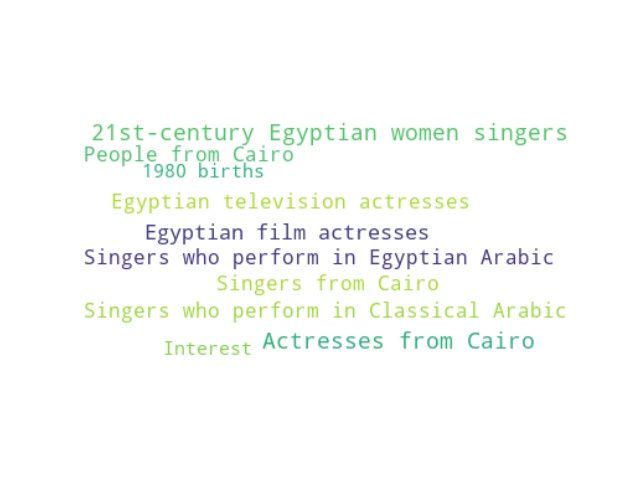 21st-century Egyptian women singers
People from Cairo
1980 births
Egyptian television actresses
Egyptian film actresses
Singers who perform in Egyptian Arabic
Singers from Cairo
Singers who perform in Classical Arabic
Interest Actresses from Cairo